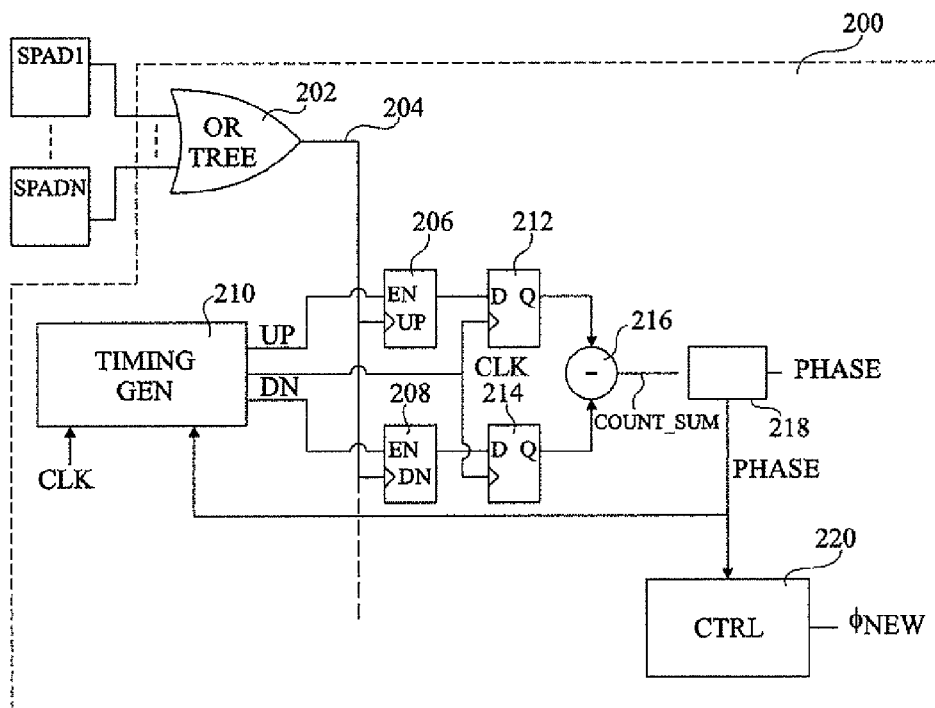 SPAD1
200
202
204
OR
TREE
SPADN
206
212
210
EN
D Q
216
UP
UP
TIMING
GEN
CLK
-
PHASE
DN
208
214
COUNT_SUM
218
EN
D Q
PHASE
CLK
DN
220
CTRL
ϕNEW